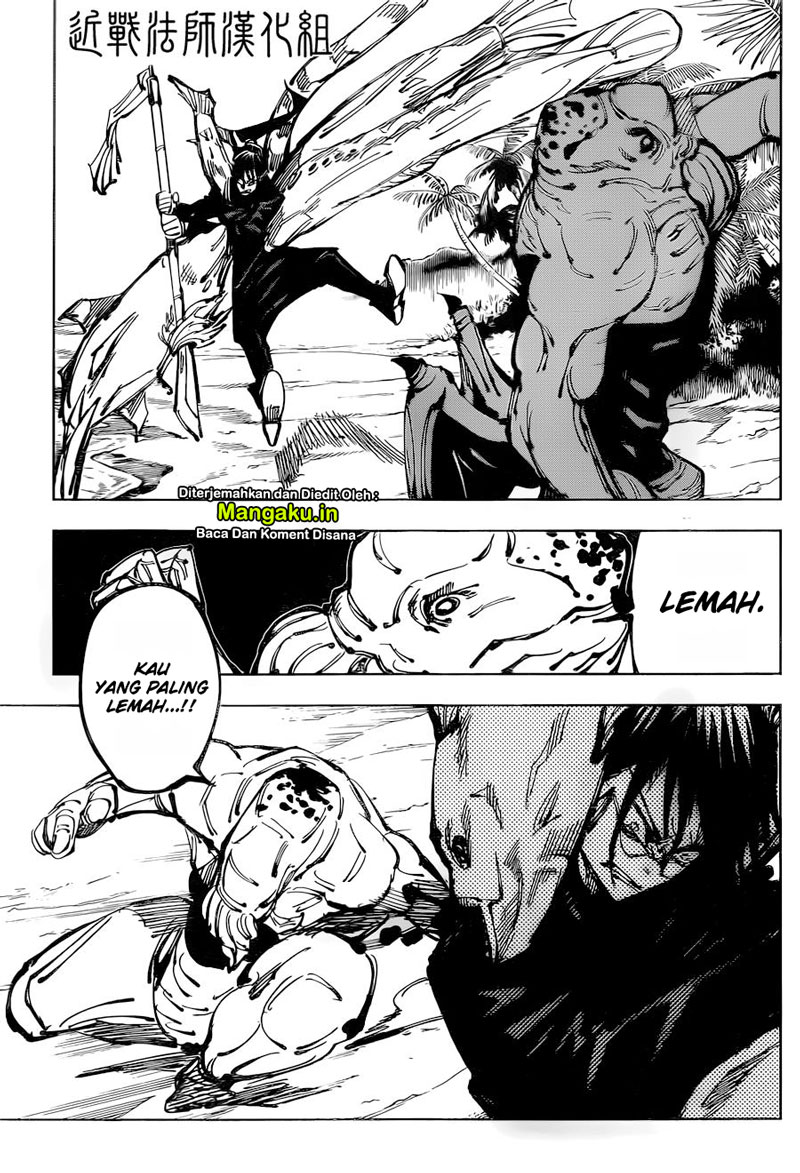 近戰法師漢化組
Diterjemahkan dan Diedit Oleh :
Mangaku.in
Baca Dan Koment Disana
LEMAH.
KAU
YANG PALING
LEMAH...!!